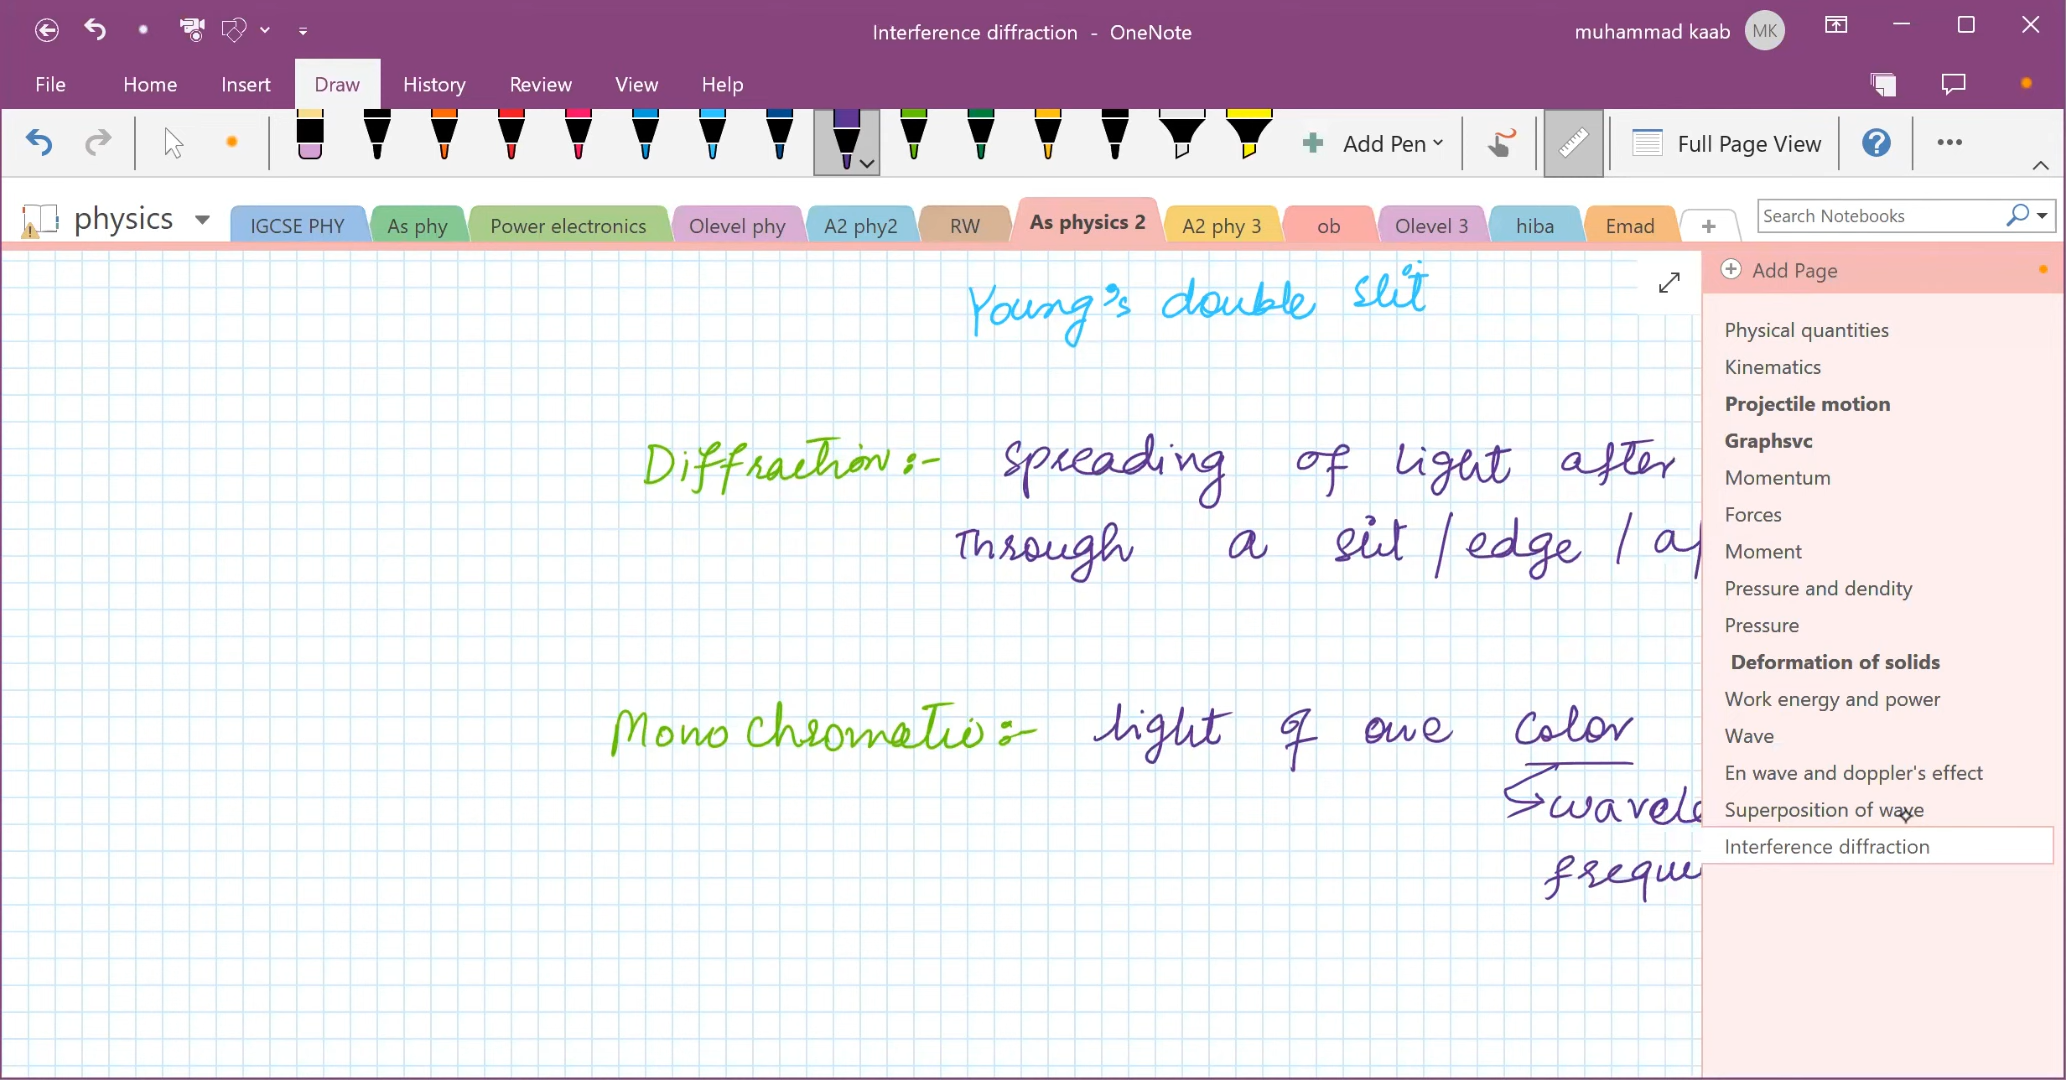 Interference diffraction - OneNote
muhammad kaab MK
File Home Insert Draw History Review View Help
Add Pen Full Page View
physics IGCSE PHY As phy Power electronics Olevel phy A2 phy2 RW As physics 2 A2 phy 3 ob Olevel 3 hiba Emad Search Notebooks
Young's double slit
Diffraction:- Spreading of light after
through a slit / edge / ap
Mono chromatic:- light of one color
wavele
freque
Add Page
Physical quantities
Kinematics
Projectile motion
Graphsvc
Momentum
Forces
Moment
Pressure and dendity
Pressure
Deformation of solids
Work energy and power
Wave
En wave and doppler's effect
Superposition of wave
Interference diffraction